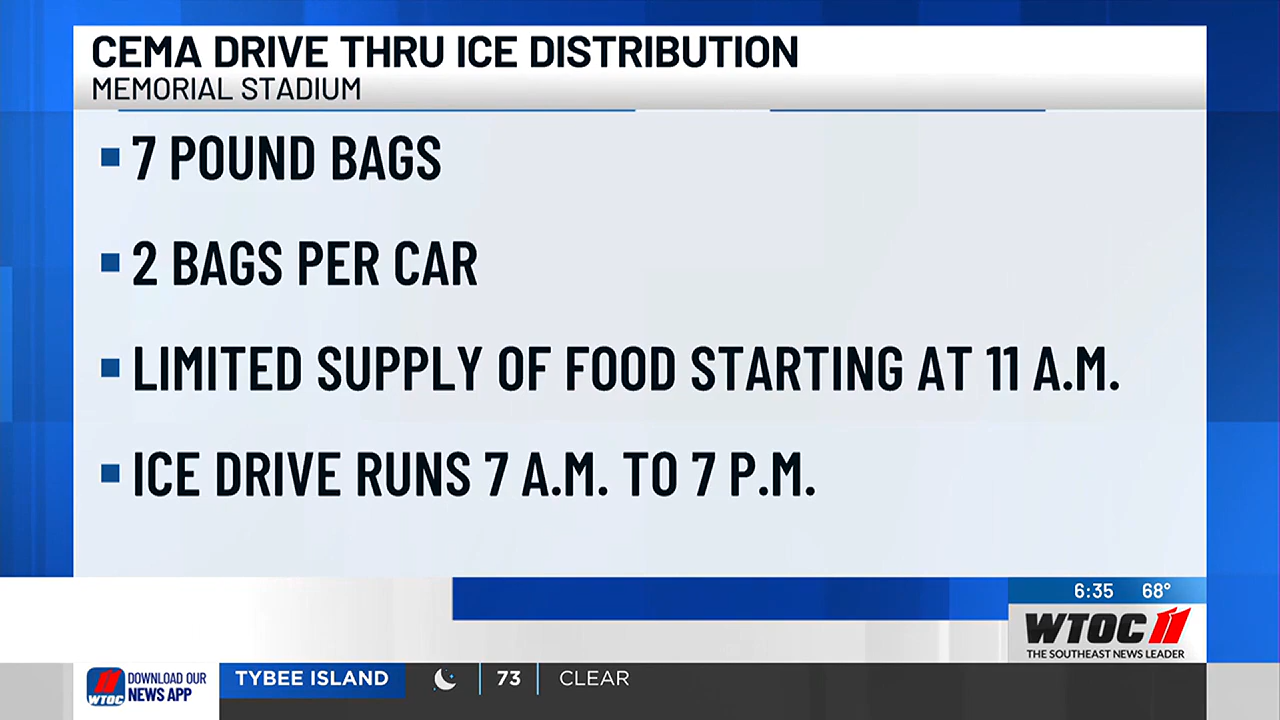 CEMA DRIVE THRU ICE DISTRIBUTION
MEMORIAL STADIUM
7 POUND BAGS
2 BAGS PER CAR
LIMITED SUPPLY OF FOOD STARTING AT 11 A.M.
ICE DRIVE RUNS 7 A.M. TO 7 P.M.
6:35 68°
WTOC 11
THE SOUTHEAST NEWS LEADER
11 WTOC
DOWNLOAD OUR
NEWS APP
TYBEE ISLAND 73 CLEAR